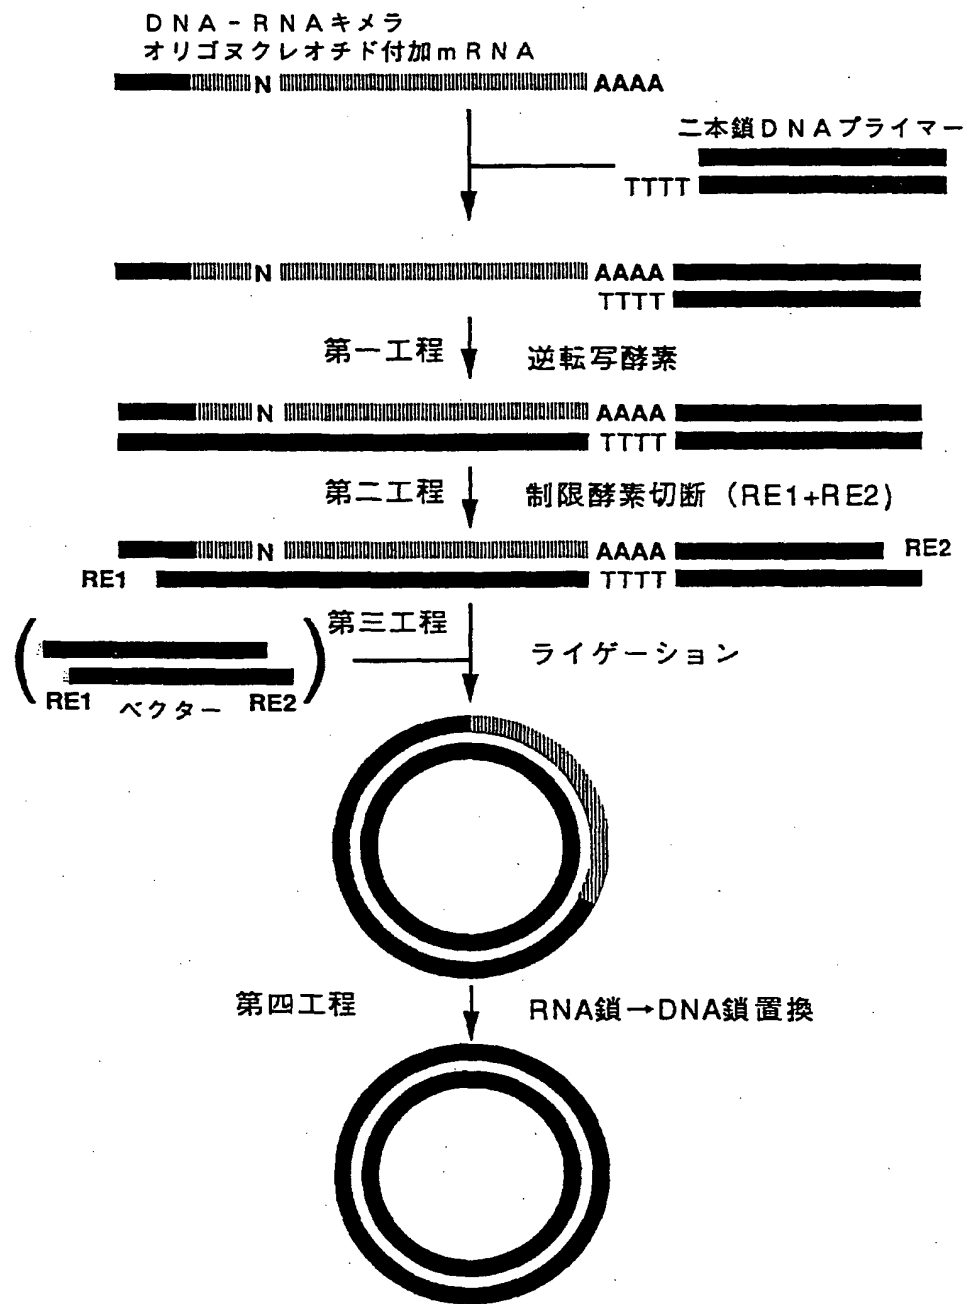 DNA-RNAキメラ
オリゴヌクレオチド付加mRNA
N AAAA
二本鎖DNAプライマー
TTTT
N AAAA
TTTT
第一工程 逆転写酵素
N AAAA
TTTT
第二工程 制限酵素切断 (RE1+RE2)
N AAAA RE2
RE1 TTTT
第三工程
ライゲーション
RE1 ベクター RE2
第四工程 RNA鎖→DNA鎖置換